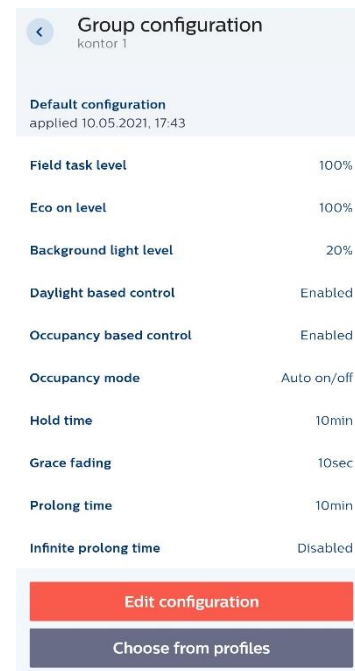 Group configuration
kontor 1
Default configuration
applied 10.05.2021, 17:43
Field task level 100%
Eco on level 100%
Background light level 20%
Daylight based control Enabled
Occupancy based control Enabled
Occupancy mode Auto on/off
Hold time 10min
Grace fading 10sec
Prolong time 10min
Infinite prolong time Disabled
Edit configuration
Choose from profiles